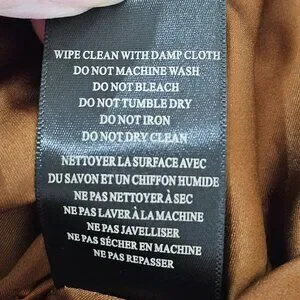 WIPE CLEAN WITH DAMP CLOTH
DO NOT MACHINE WASH
DO NOT BLEACH
DO NOT TUMBLE DRY
DO NOT IRON
DO NOT DRY CLEAN
NETTOYER LA SURFACE AVEC
DU SAVON ET UN CHIFFON HUMIDE
NE PAS NETTOYER À SEC
NE PAS LAVER À LA MACHINE
NE PAS JAVELLISER
NE PAS SÉCHER EN MACHINE
NE PAS REPASSER